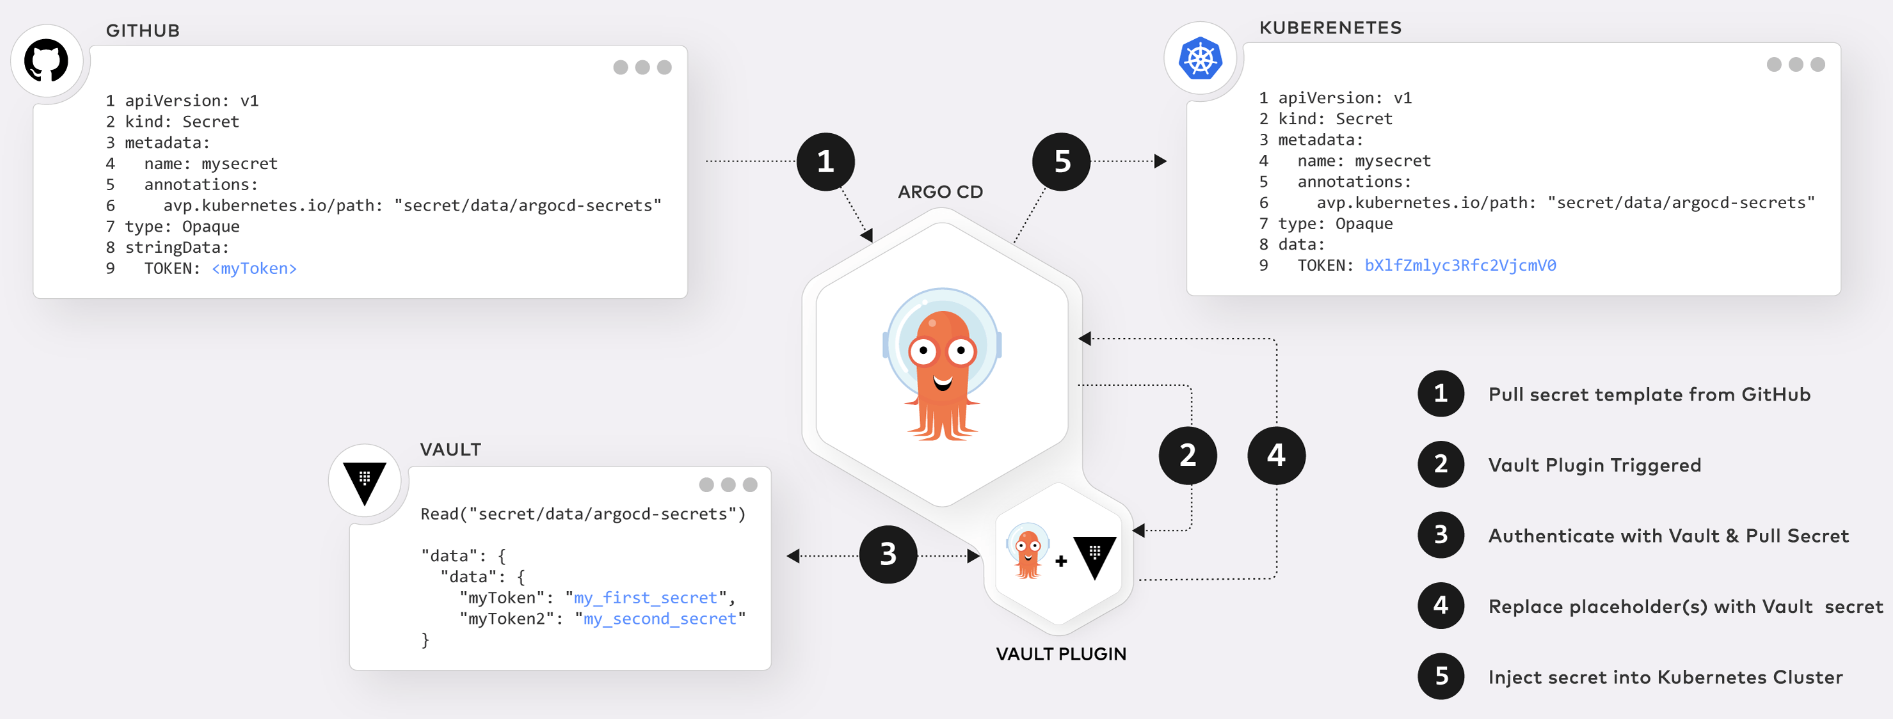 GITHUB
1 apiVersion: v1
2 kind: Secret
3 metadata:
4   name: mysecret
5   annotations:
6     avp.kubernetes.io/path: "secret/data/argocd-secrets"
7 type: Opaque
8 stringData:
9   TOKEN: <myToken>
1
ARGO CD
5
KUBERENETES
1 apiVersion: v1
2 kind: Secret
3 metadata:
4   name: mysecret
5   annotations:
6     avp.kubernetes.io/path: "secret/data/argocd-secrets"
7 type: Opaque
8 data:
9   TOKEN: bXlfZmlyc3Rfc2VjcmV0
VAULT
Read("secret/data/argocd-secrets")
"data": {
  "data": {
    "myToken": "my_first_secret",
    "myToken2": "my_second_secret"
}
3
2
4
+
VAULT PLUGIN
1 Pull secret template from GitHub
2 Vault Plugin Triggered
3 Authenticate with Vault & Pull Secret
4 Replace placeholder(s) with Vault  secret
5 Inject secret into Kubernetes Cluster